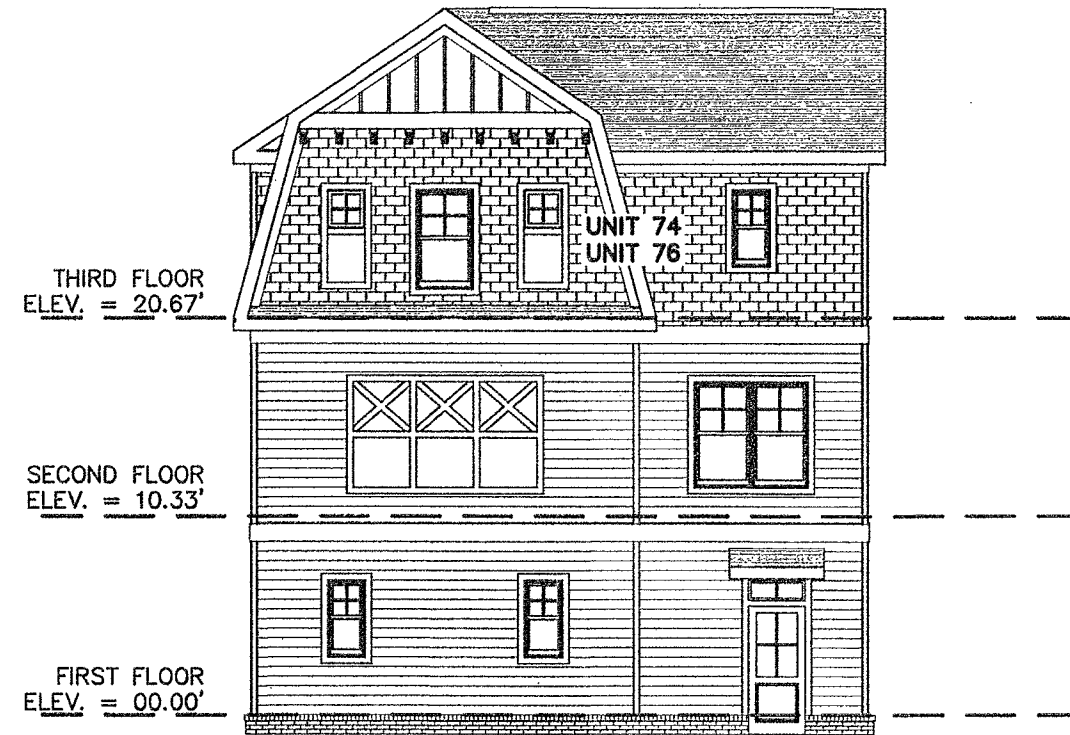 UNIT 74
UNIT 76
THIRD FLOOR
ELEV. = 20.67'
SECOND FLOOR
ELEV. = 10.33'
FIRST FLOOR
ELEV. = 00.00'